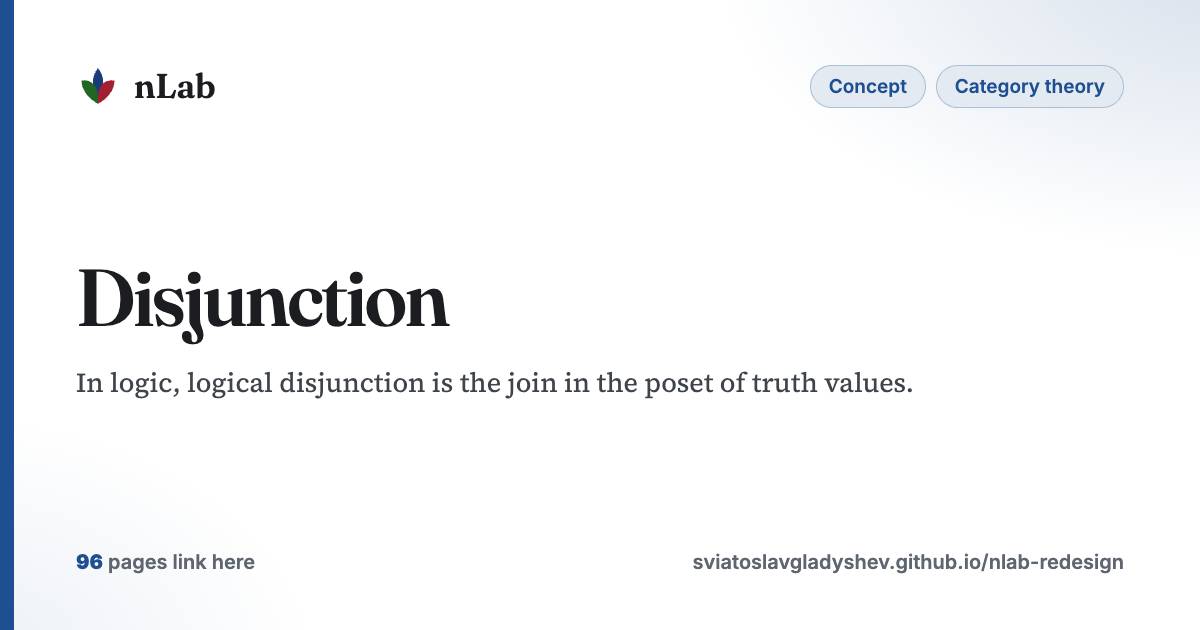 nLab
Concept
Category theory
Disjunction
In logic, logical disjunction is the join in the poset of truth values.
96 pages link here
sviatoslavgladyshev.github.io/nlab-redesign